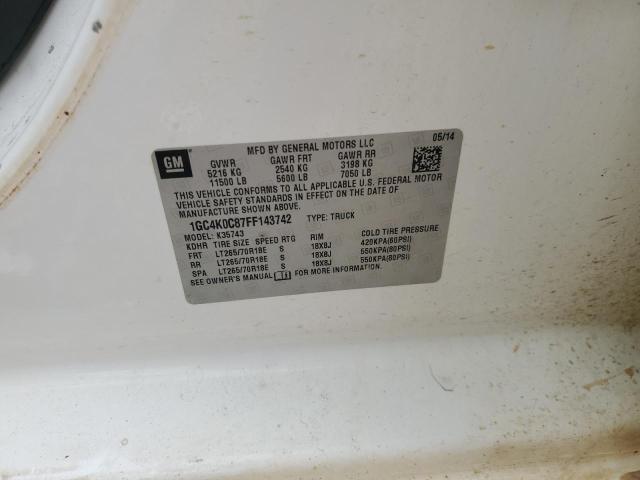 MFD BY GENERAL MOTORS LLC 05/14
GM
GVWR GAWR FRT GAWR RR
5216 KG 2540 KG 3198 KG
11500 LB 5600 LB 7050 LB
THIS VEHICLE CONFORMS TO ALL APPLICABLE U.S. FEDERAL MOTOR
VEHICLE SAFETY STANDARDS IN EFFECT ON THE DATE OF
MANUFACTURE SHOWN ABOVE.
1GC4K0C87FF143742 TYPE: TRUCK
MODEL: K35743
KDHR TIRE SIZE SPEED RTG RIM COLD TIRE PRESSURE
FRT LT265/70R18E S 18X8J 420KPA(60PSI)
RR LT265/70R18E S 18X8J 550KPA(80PSI)
SPA LT265/70R18E S 18X8J 550KPA(80PSI)
SEE OWNER'S MANUAL FOR MORE INFORMATION.